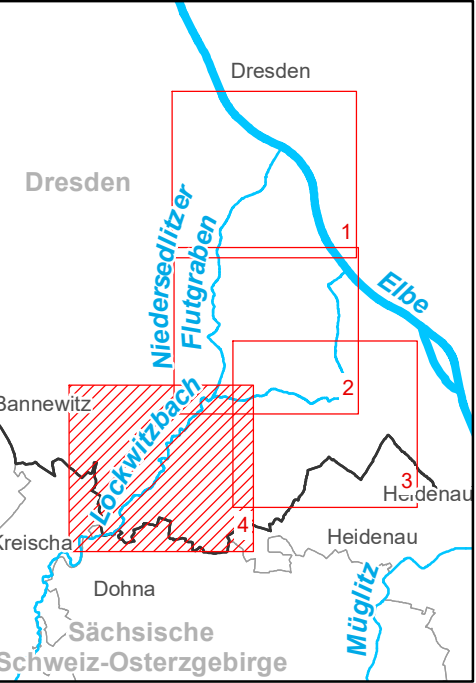 Dresden
Dresden
Niedersedlitzer
Flutgraben
1
Elbe
2
Bannewitz
Lockwitzbach
3
Heidenau
4
Kreischa
Heidenau
Dohna
Müglitz
Sächsische
Schweiz-Osterzgebirge